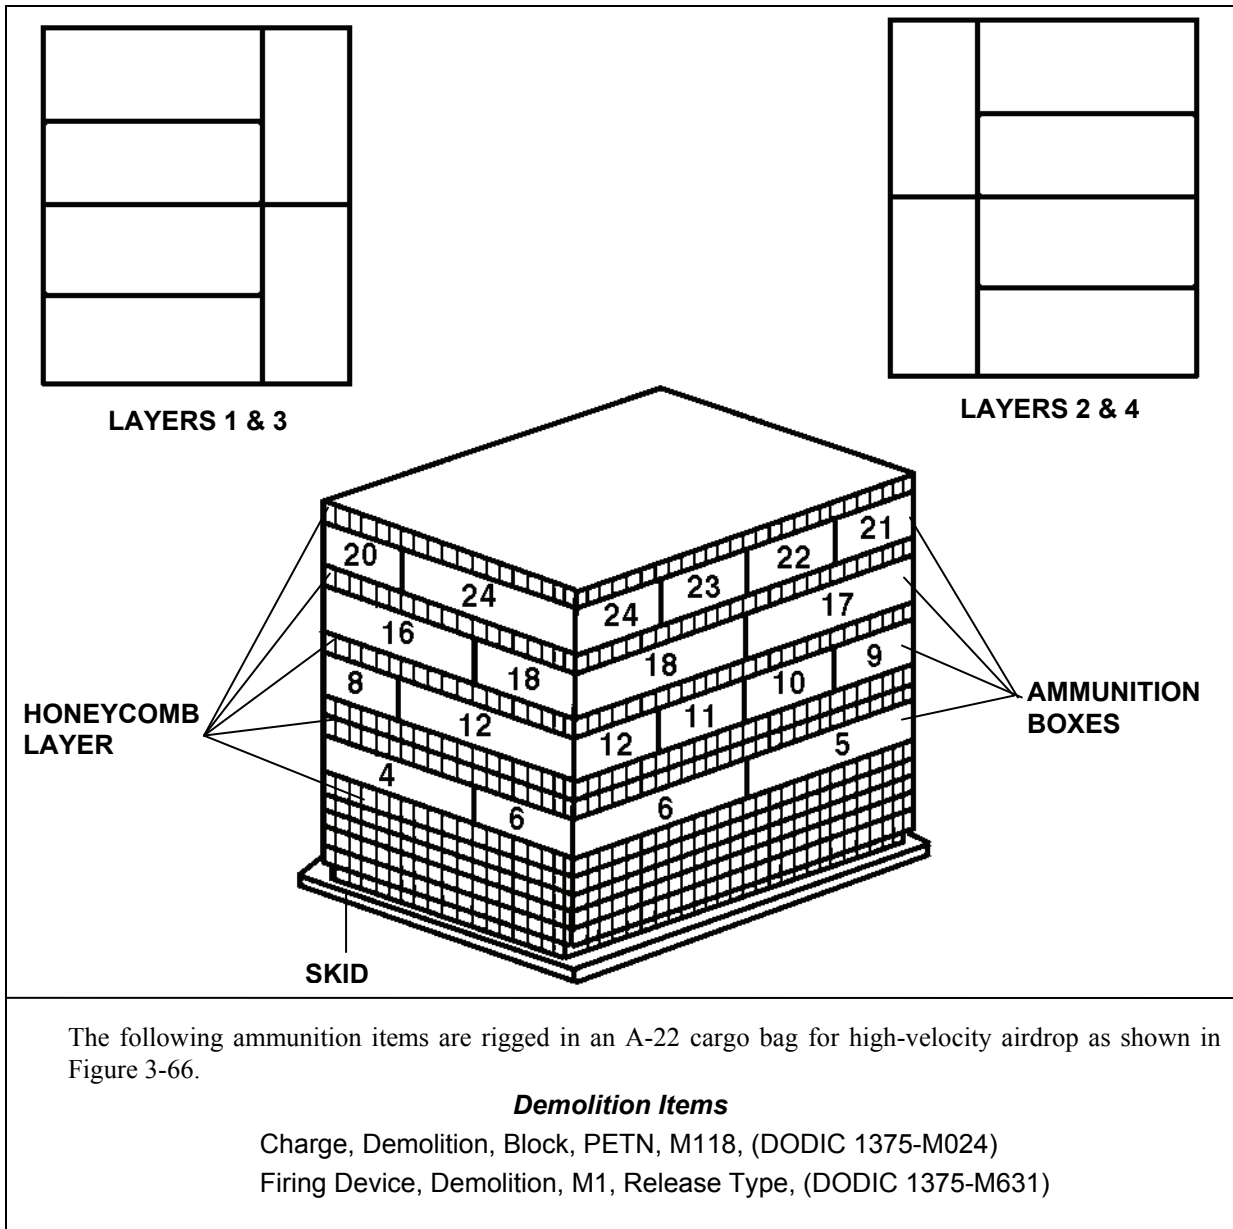 LAYERS 1 & 3
LAYERS 2 & 4
20
24
24
23
22
21
16
18
18
17
8
12
12
11
10
9
4
6
6
5
HONEYCOMB
LAYER
AMMUNITION
BOXES
SKID
The following ammunition items are rigged in an A-22 cargo bag for high-velocity airdrop as shown in
Figure 3-66.
Demolition Items
Charge, Demolition, Block, PETN, M118, (DODIC 1375-M024)
Firing Device, Demolition, M1, Release Type, (DODIC 1375-M631)